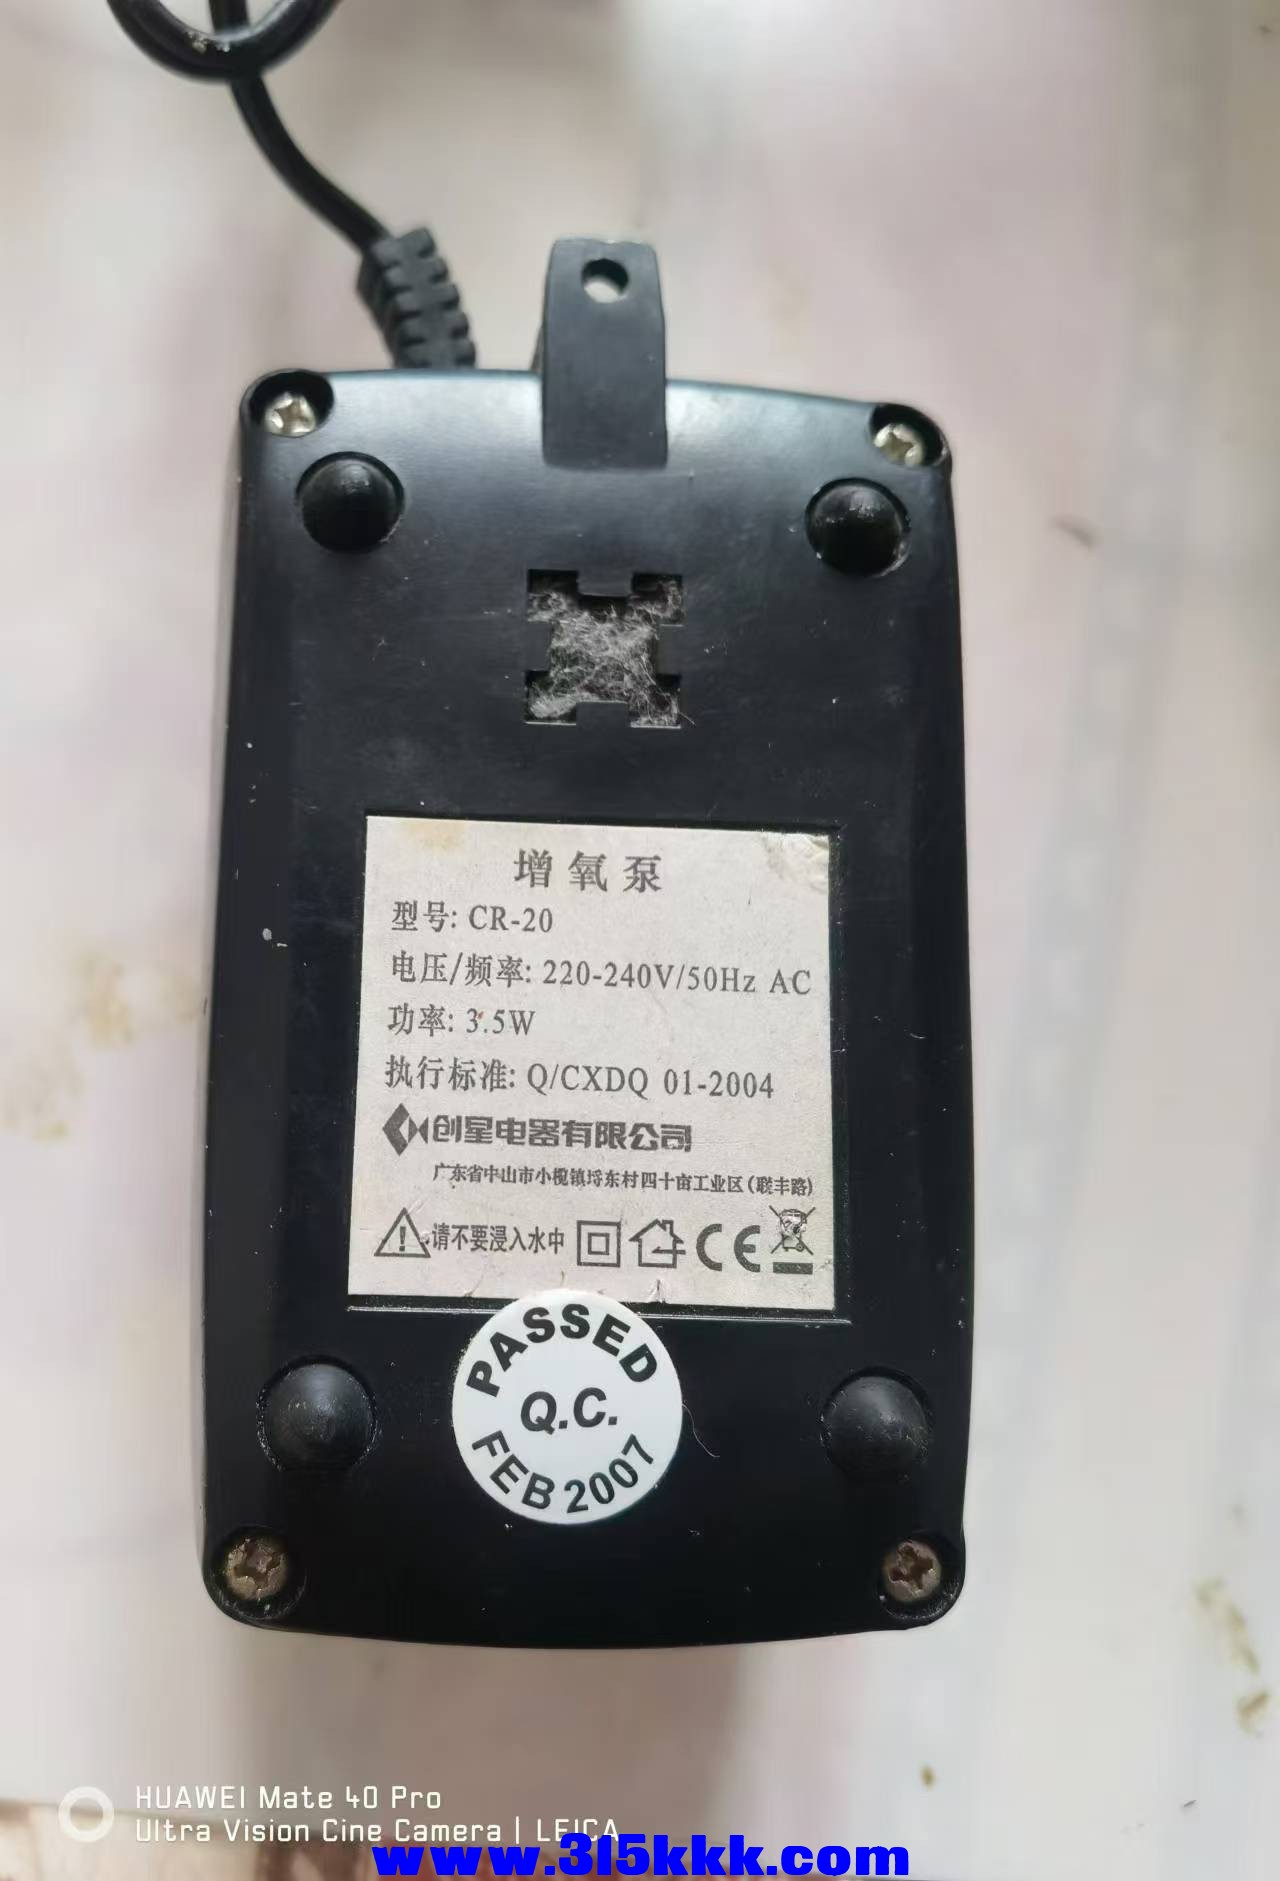 增氧泵
型号: CR-20
电压/频率: 220-240V/50Hz AC
功率: 3.5W
执行标准: Q/CXDQ 01-2004
创星电器有限公司
广东省中山市小榄镇埒东村四十亩工业区(联丰路)
请不要浸入水中 CE
PASSED
Q.C.
FEB 2007
HUAWEI Mate 40 Pro
Ultra Vision Cine Camera | LEICA
www.315kkk.com